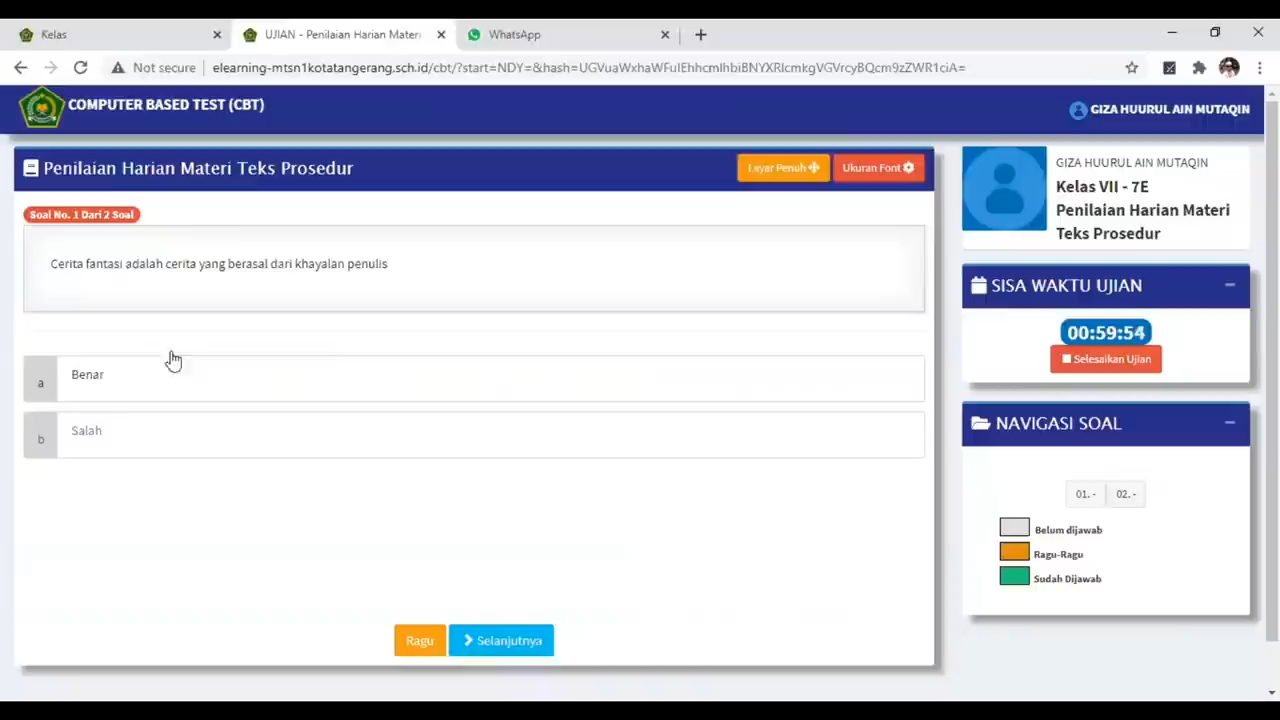 Kelas
UJIAN - Penilaian Harian Materi
WhatsApp
Not secure
elearning-mtsn1kotatangerang.sch.id/cbt/?start=NDY=&hash=
COMPUTER BASED TEST (CBT)
GIZA HUURUL AIN MUTAQIN
Penilaian Harian Materi Teks Prosedur
Layar Penuh
Ukuran Font
Soal No. 1 Dari 2 Soal
Cerita fantasi adalah cerita yang berasal dari khayalan penulis
a
Benar
b
Salah
Ragu
Selanjutnya
GIZA HUURUL AIN MUTAQIN
Kelas VII - 7E
Penilaian Harian Materi
Teks Prosedur
SISA WAKTU UJIAN
00:59:54
Selesaikan Ujian
NAVIGASI SOAL
01. -
02. -
Belum dijawab
Ragu-Ragu
Sudah Dijawab